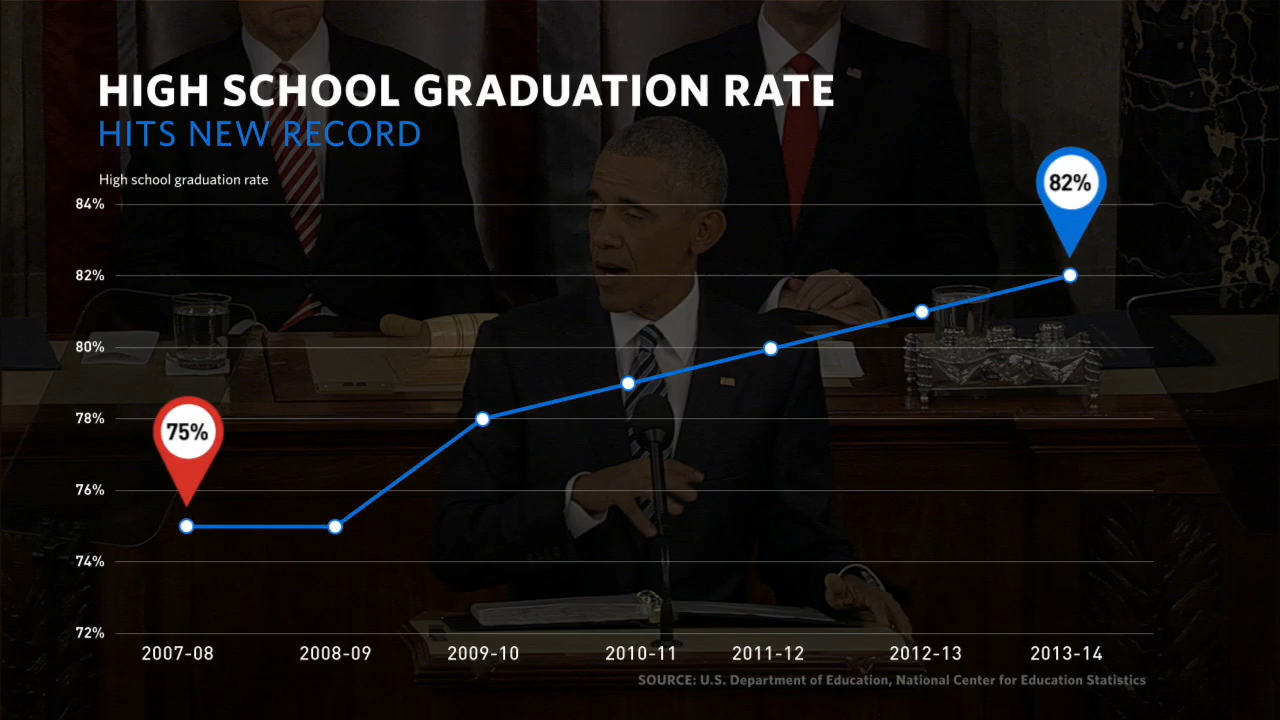 HIGH SCHOOL GRADUATION RATE
HITS NEW RECORD
High school graduation rate
84%
82%
80%
78%
76%
74%
72%
75%
82%
2007-08 2008-09 2009-10 2010-11 2011-12 2012-13 2013-14
SOURCE: U.S. Department of Education, National Center for Education Statistics